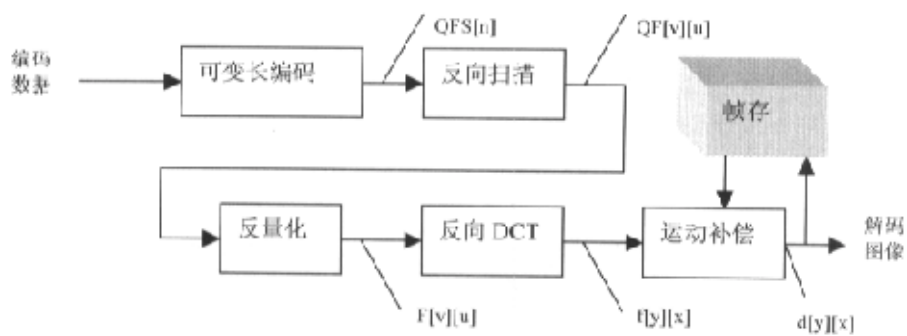 QFS[n]
QF[v][u]
编码
数据
可变长编码
反向扫描
帧存
反量化
反向 DCT
运动补偿
解码
图像
F[v][u]
f[y][x]
d[y][x]